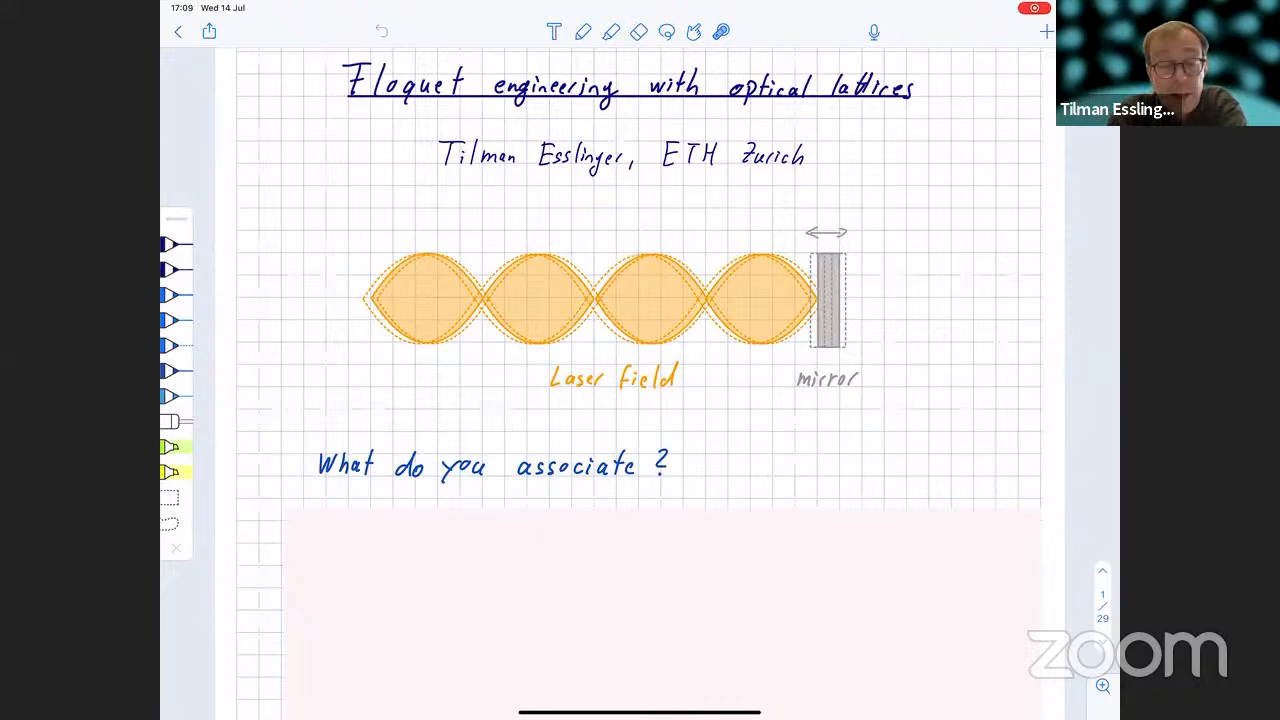 17:09 Wed 14 Jul
Tilman Essling...
Floquet engineering with optical lattices
Tilman Esslinger, ETH Zurich
Laser field
mirror
What do you associate ?
1
/
29
zoom